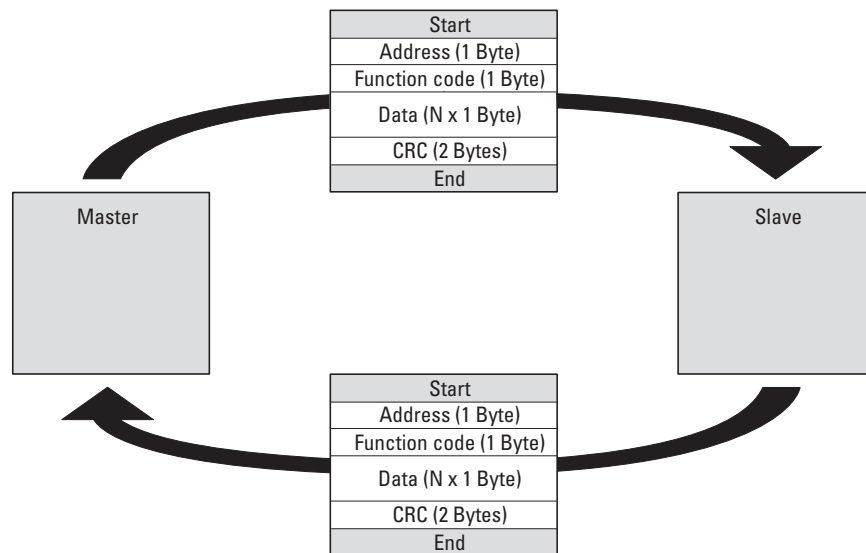 Start
Address (1 Byte)
Function code (1 Byte)
Data (N x 1 Byte)
CRC (2 Bytes)
End
Master
Slave
Start
Address (1 Byte)
Function code (1 Byte)
Data (N x 1 Byte)
CRC (2 Bytes)
End